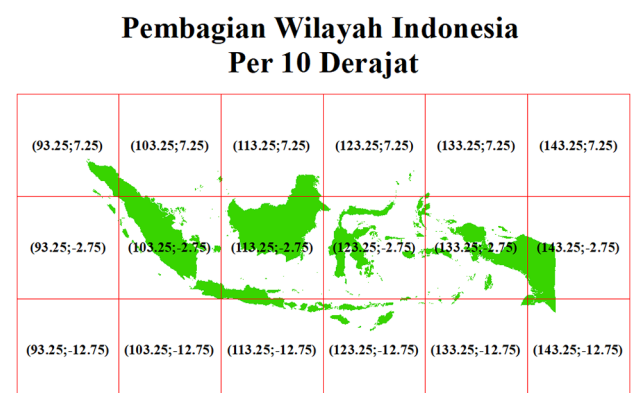 Pembagian Wilayah Indonesia
Per 10 Derajat
(93.25;7.25) (103.25;7.25) (113.25;7.25) (123.25;7.25) (133.25;7.25) (143.25;7.25)
(93.25;-2.75) (103.25;-2.75) (113.25;-2.75) (123.25;-2.75) (133.25;-2.75) (143.25;-2.75)
(93.25;-12.75) (103.25;-12.75) (113.25;-12.75) (123.25;-12.75) (133.25;-12.75) (143.25;-12.75)